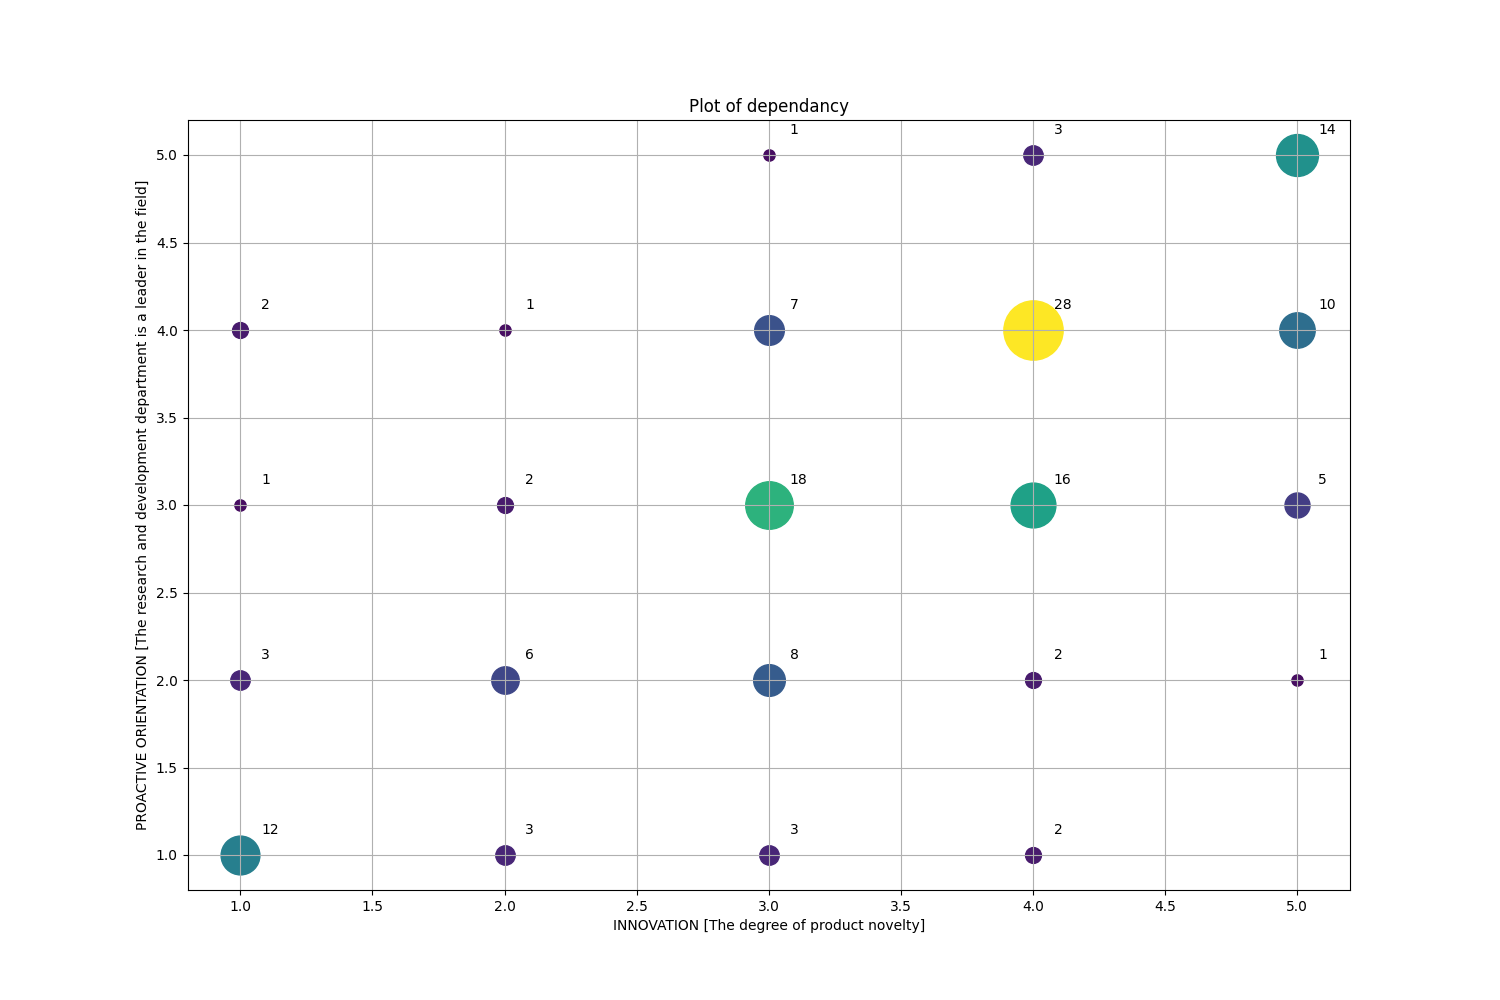 Plot of dependancy
1 3 14
5.0
4.5
2 1 7 28 10
4.0
3.5
1 2 18 16 5
3.0
2.5
3 6 8 2 1
2.0
1.5
12 3 3 2
1.0
1.0 1.5 2.0 2.5 3.0 3.5 4.0 4.5 5.0
INNOVATION [The degree of product novelty]
PROACTIVE ORIENTATION [The research and development department is a leader in the field]